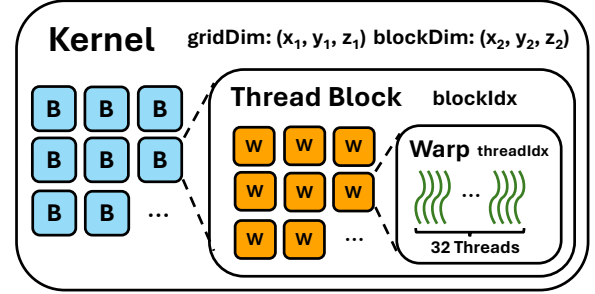 Kernel gridDim: (x₁, y₁, z₁) blockDim: (x₂, y₂, z₂)
Thread Block blockIdx
B B B
B B B
B B ...
W W W
W W W
W W ...
Warp threadIdx
...
32 Threads